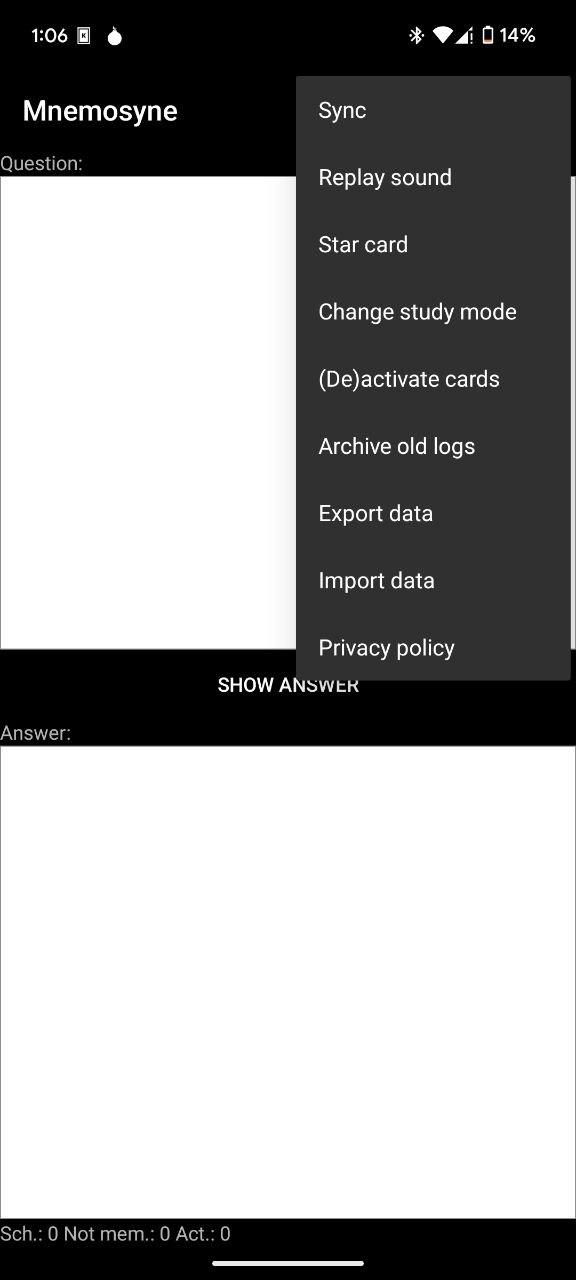 1:06
14%
Mnemosyne
Sync
Question:
Replay sound
Star card
Change study mode
(De)activate cards
Archive old logs
Export data
Import data
Privacy policy
SHOW ANSWER
Answer:
Sch.: 0 Not mem.: 0 Act.: 0